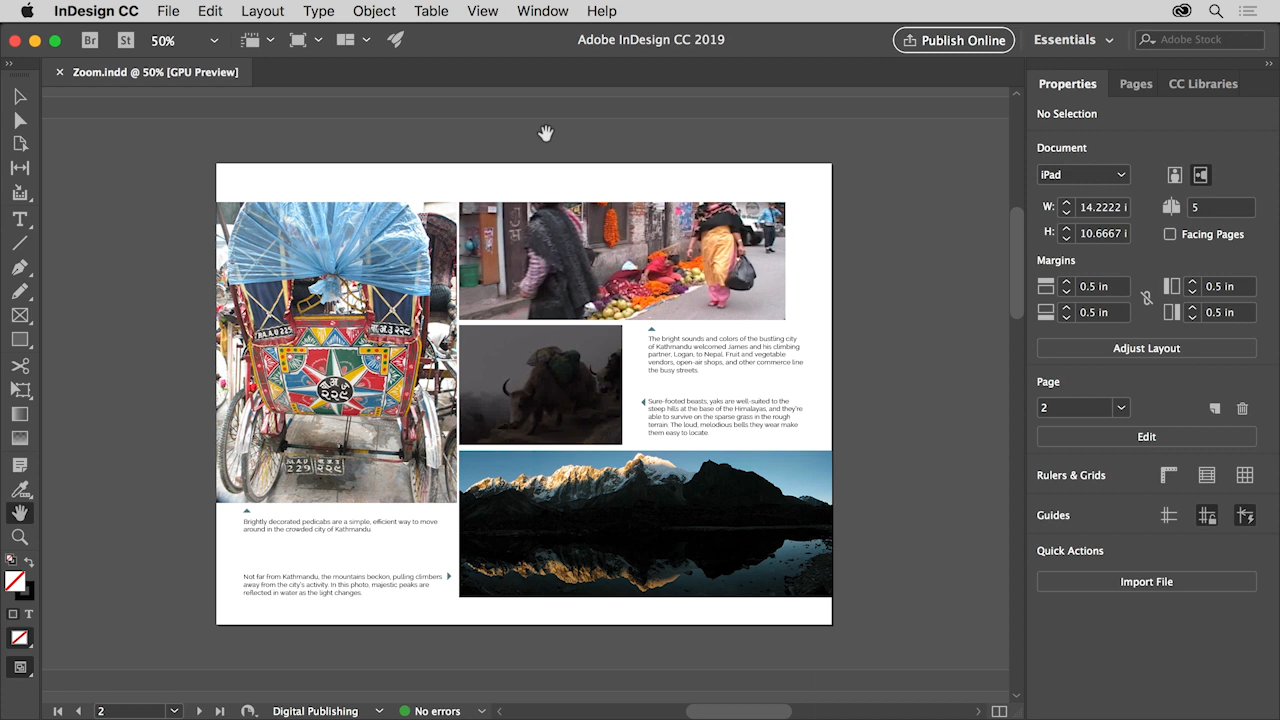 InDesign CC File Edit Layout Type Object Table View Window Help
Br St 50% Adobe InDesign CC 2019 Publish Online Essentials Adobe Stock
Zoom.indd @ 50% [GPU Preview]
Properties Pages CC Libraries
No Selection
Document
iPad
W: 14.2222 i 5
H: 10.6667 i Facing Pages
Margins
0.5 in 0.5 in
0.5 in 0.5 in
Adjust Layout
Page
2
Edit
Rulers & Grids
Guides
Quick Actions
Import File
The bright sounds and colors of the bustling city
of Kathmandu welcomed James and his climbing
partner, Logan, to Nepal. Fruit and vegetable
vendors, open-air shops, and other commerce line
the busy streets.
Sure-footed beasts, yaks are well-suited to the
steep hills at the base of the Himalayas, and they're
able to survive on the sparse grass in the rough
terrain. The loud, melodious bells they wear make
them easy to locate.
Brightly decorated pedicabs are a simple, efficient way to move
around in the crowded city of Kathmandu.
Not far from Kathmandu, the mountains beckon, pulling climbers
away from the city's activity. In this photo, majestic peaks are
reflected in water as the light changes.
2 Digital Publishing No errors